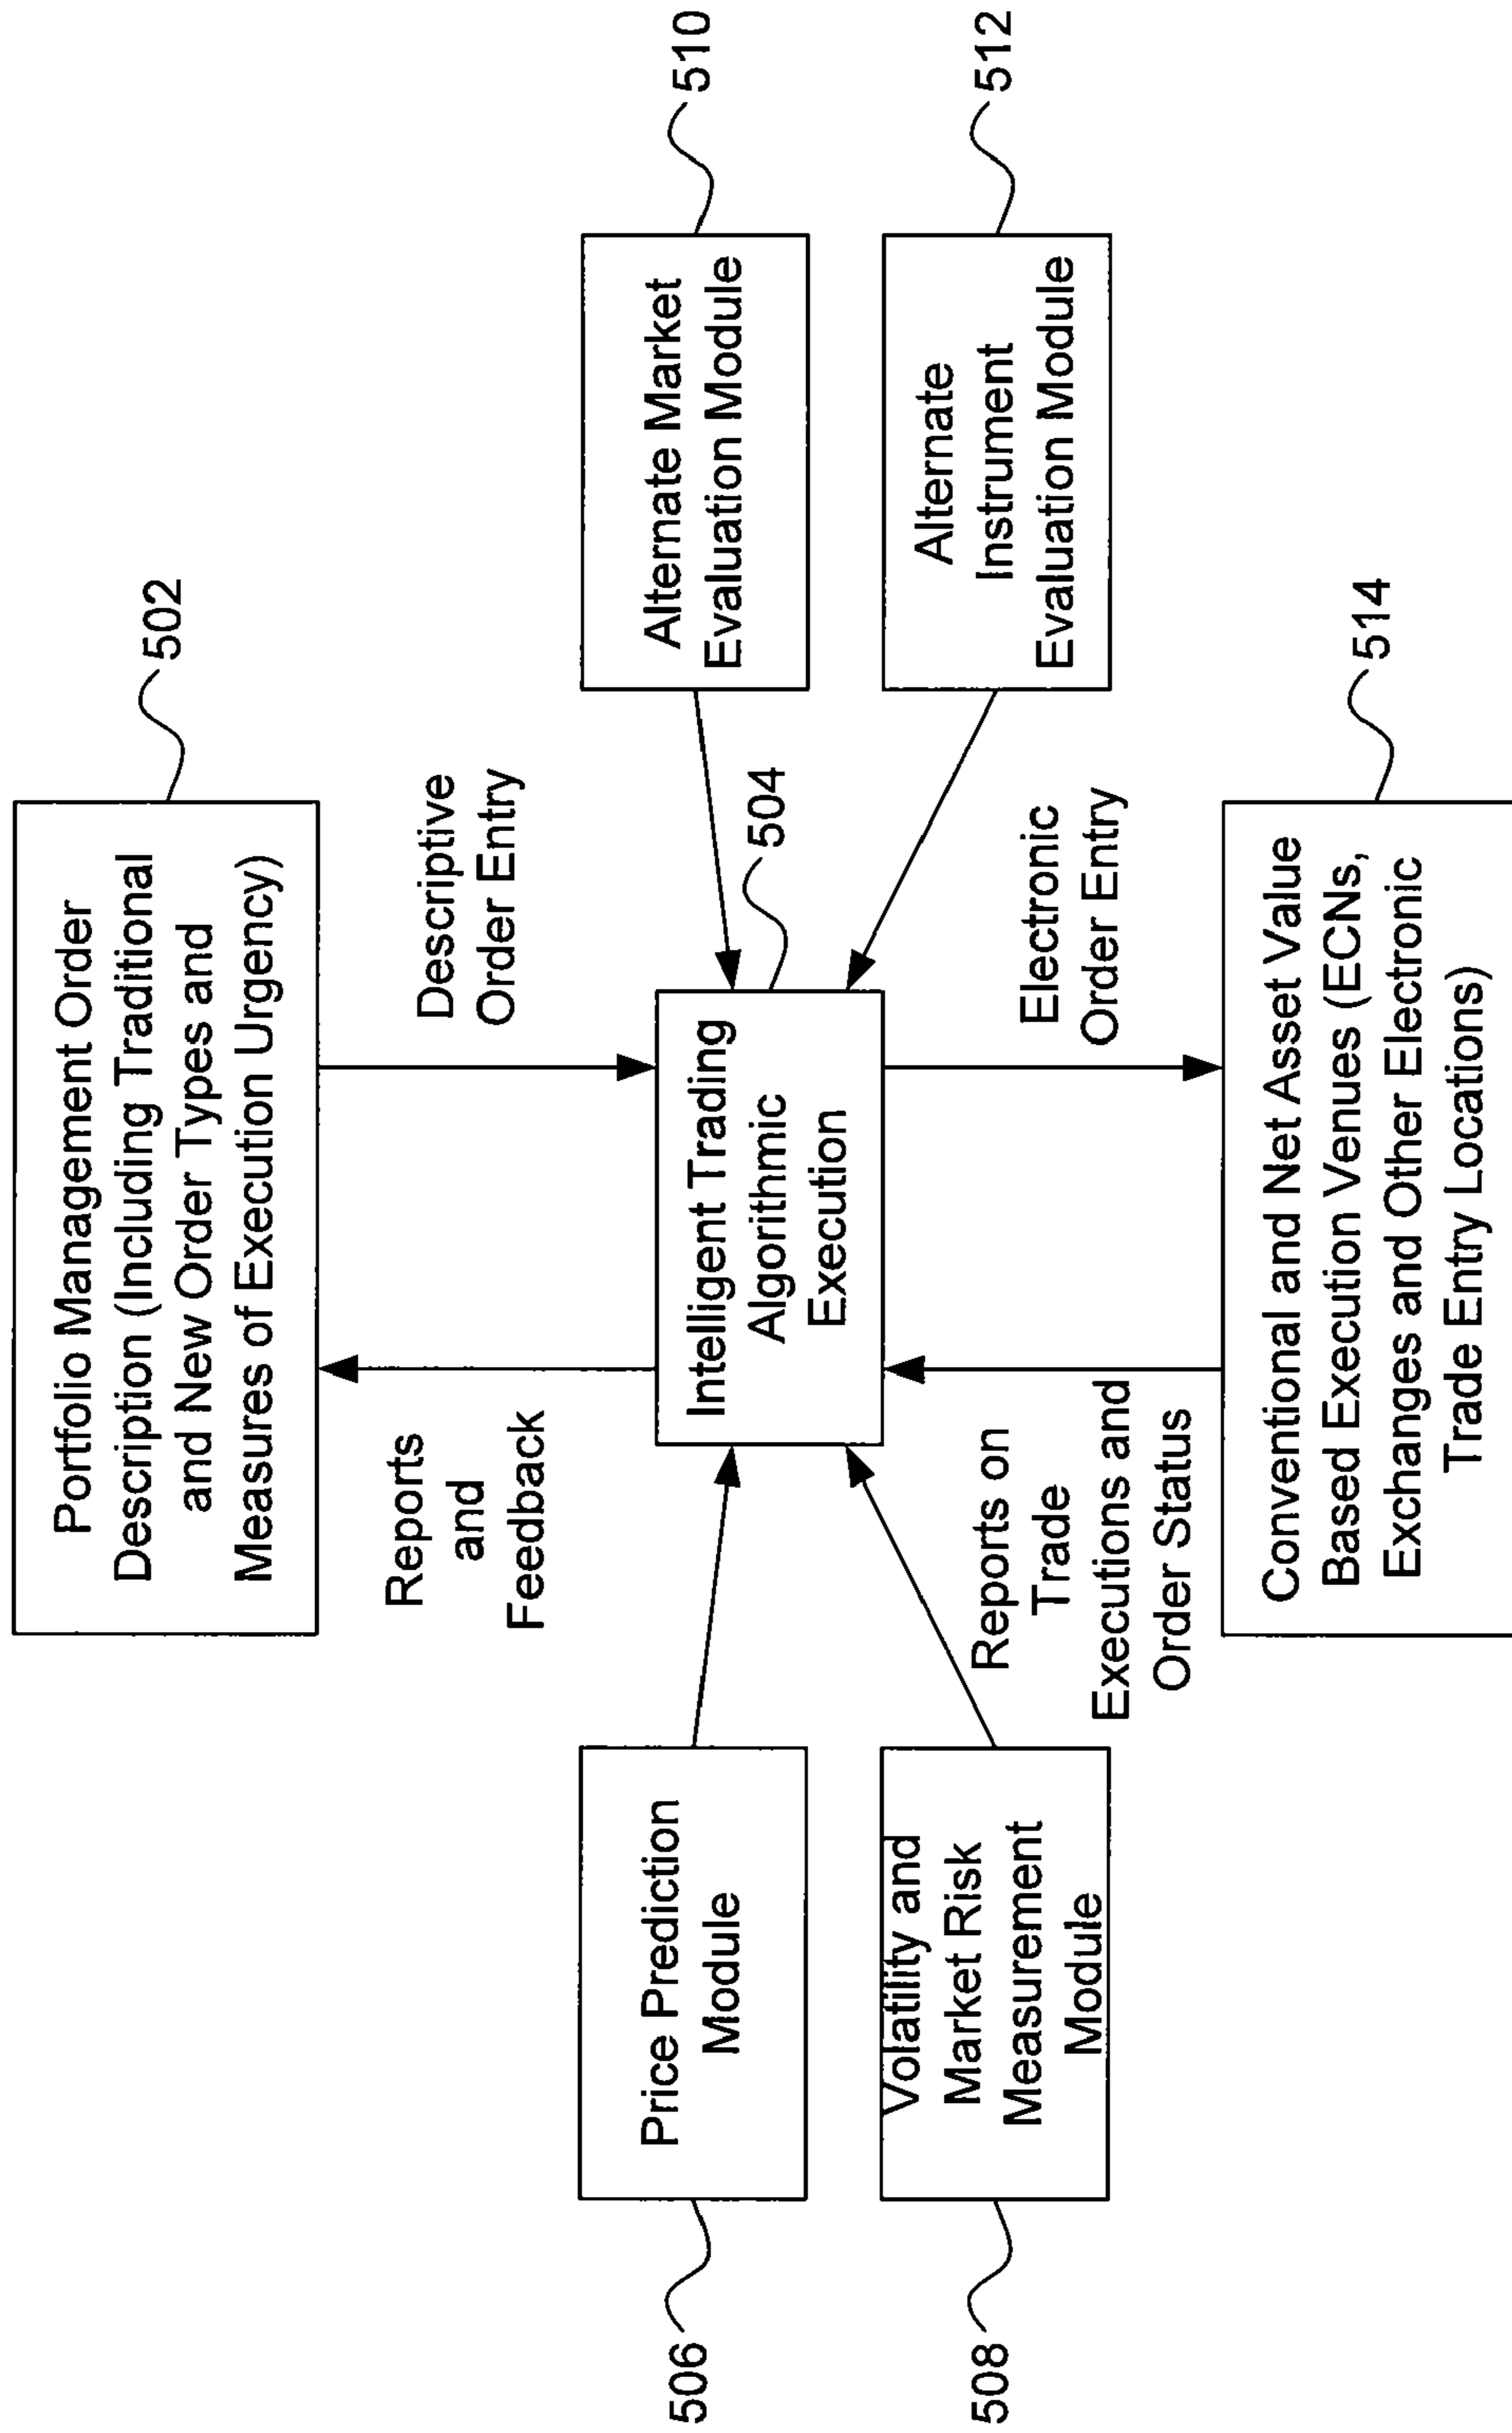 Portfolio Management Order
Description (Including Traditional
and New Order Types and
Measures of Execution Urgency)
502
Reports
and
Feedback
Descriptive
Order Entry
Price Prediction
Module
506
Intelligent Trading
Algorithmic
Execution
504
Alternate Market
Evaluation Module
510
Volatility and
Market Risk
Measurement
Module
508
Alternate
Instrument
Evaluation Module
512
Reports on
Trade
Executions and
Order Status
Electronic
Order Entry
Conventional and Net Asset Value
Based Execution Venues (ECNs,
Exchanges and Other Electronic
Trade Entry Locations)
514